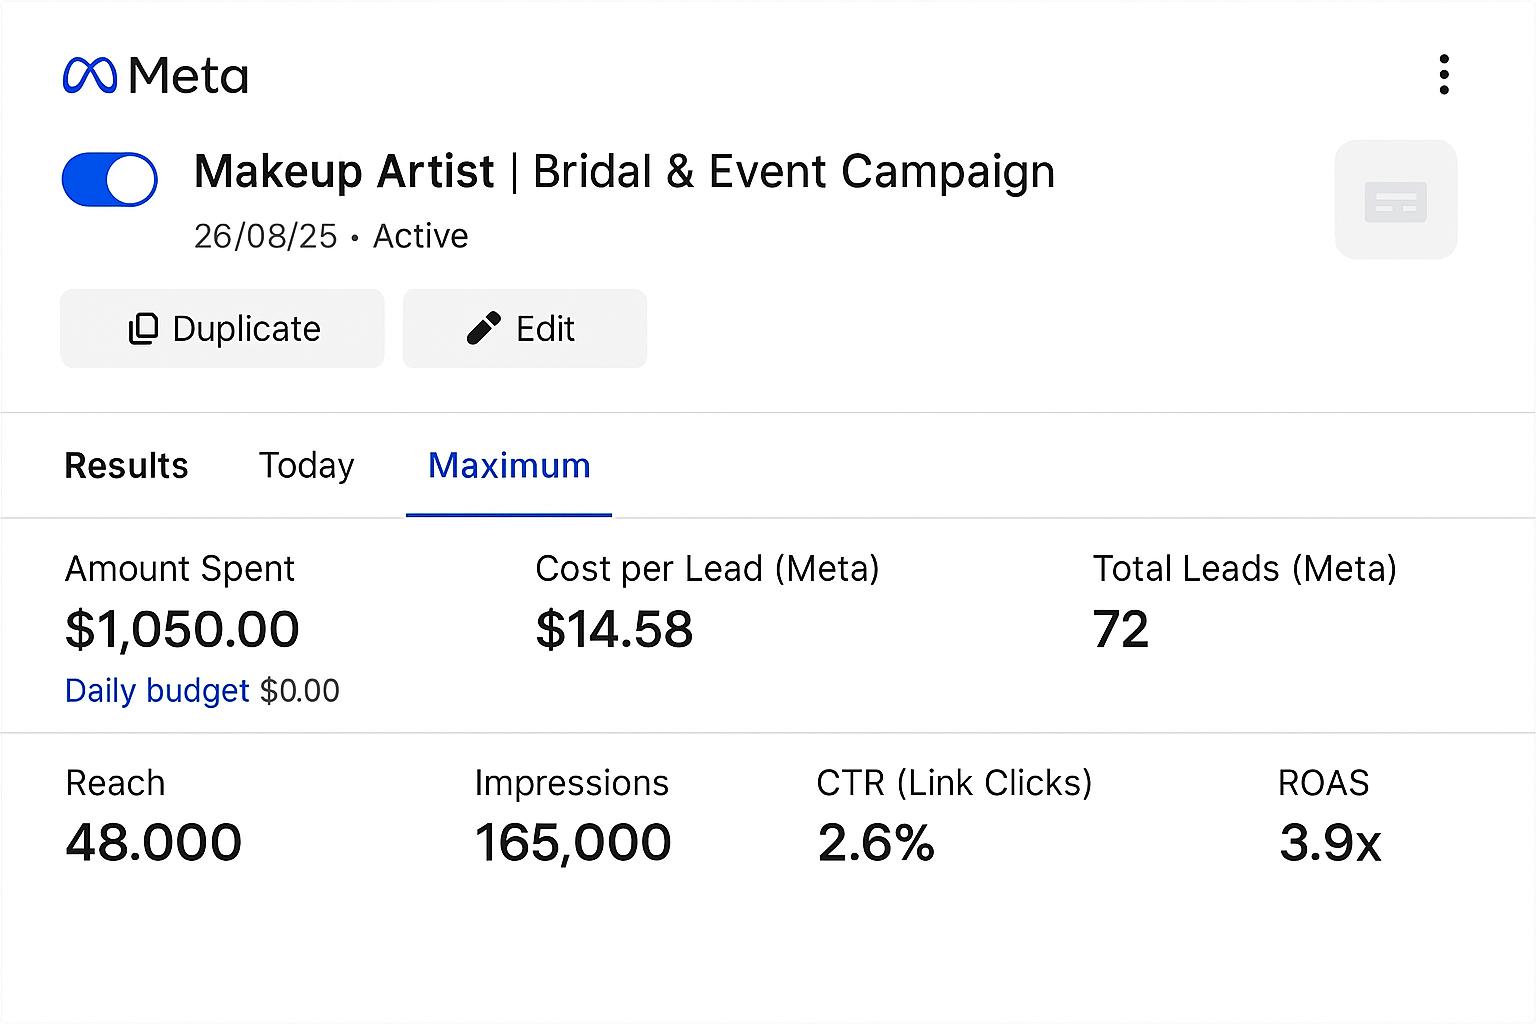 Meta
Makeup Artist | Bridal & Event Campaign
26/08/25 • Active
Duplicate Edit
Results Today Maximum
Amount Spent Cost per Lead (Meta) Total Leads (Meta)
$1,050.00 $14.58 72
Daily budget $0.00
Reach Impressions CTR (Link Clicks) ROAS
48.000 165,000 2.6% 3.9x